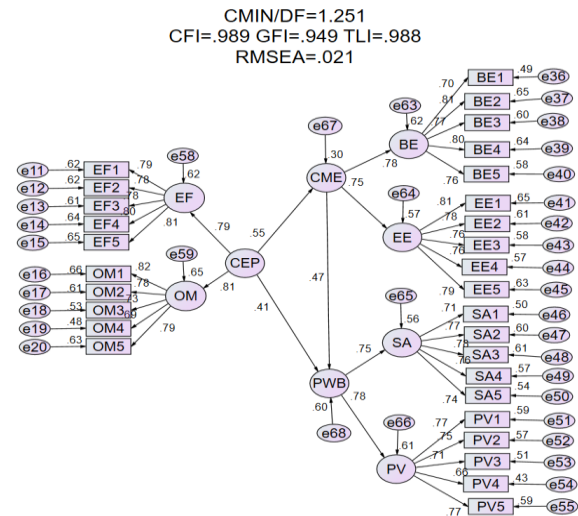 CMIN/DF=1.251
CFI=.989 GFI=.949 TLI=.988
RMSEA=.021
e11 .62 EF1 .79
e12 .62 EF2 .78
e13 .61 EF3 .78
e14 .64 EF4 .80
e15 .65 EF5 .81
e58
.62
EF
.79
e16 .66 OM1 .82
e17 .61 OM2 .78
e18 .53 OM3 .73
e19 .48 OM4 .69
e20 .63 OM5 .79
e59
.65
OM
.81
CEP
.55
.41
e67
.30
CME
.47
.78
.75
PWB
.60
e68
.75
.78
e63
.62
BE
.70 BE1 .49 e36
.81 BE2 .65 e37
.77 BE3 .60 e38
.80 BE4 .64 e39
.76 BE5 .58 e40
e64
.57
EE
.81 EE1 .65 e41
.78 EE2 .61 e42
.76 EE3 .58 e43
.76 EE4 .57 e44
.79 EE5 .63 e45
e65
.56
SA
.71 SA1 .50 e46
.77 SA2 .60 e47
.78 SA3 .61 e48
.76 SA4 .57 e49
.74 SA5 .54 e50
e66
.61
PV
.77 PV1 .59 e51
.75 PV2 .57 e52
.71 PV3 .51 e53
.66 PV4 .43 e54
.77 PV5 .59 e55